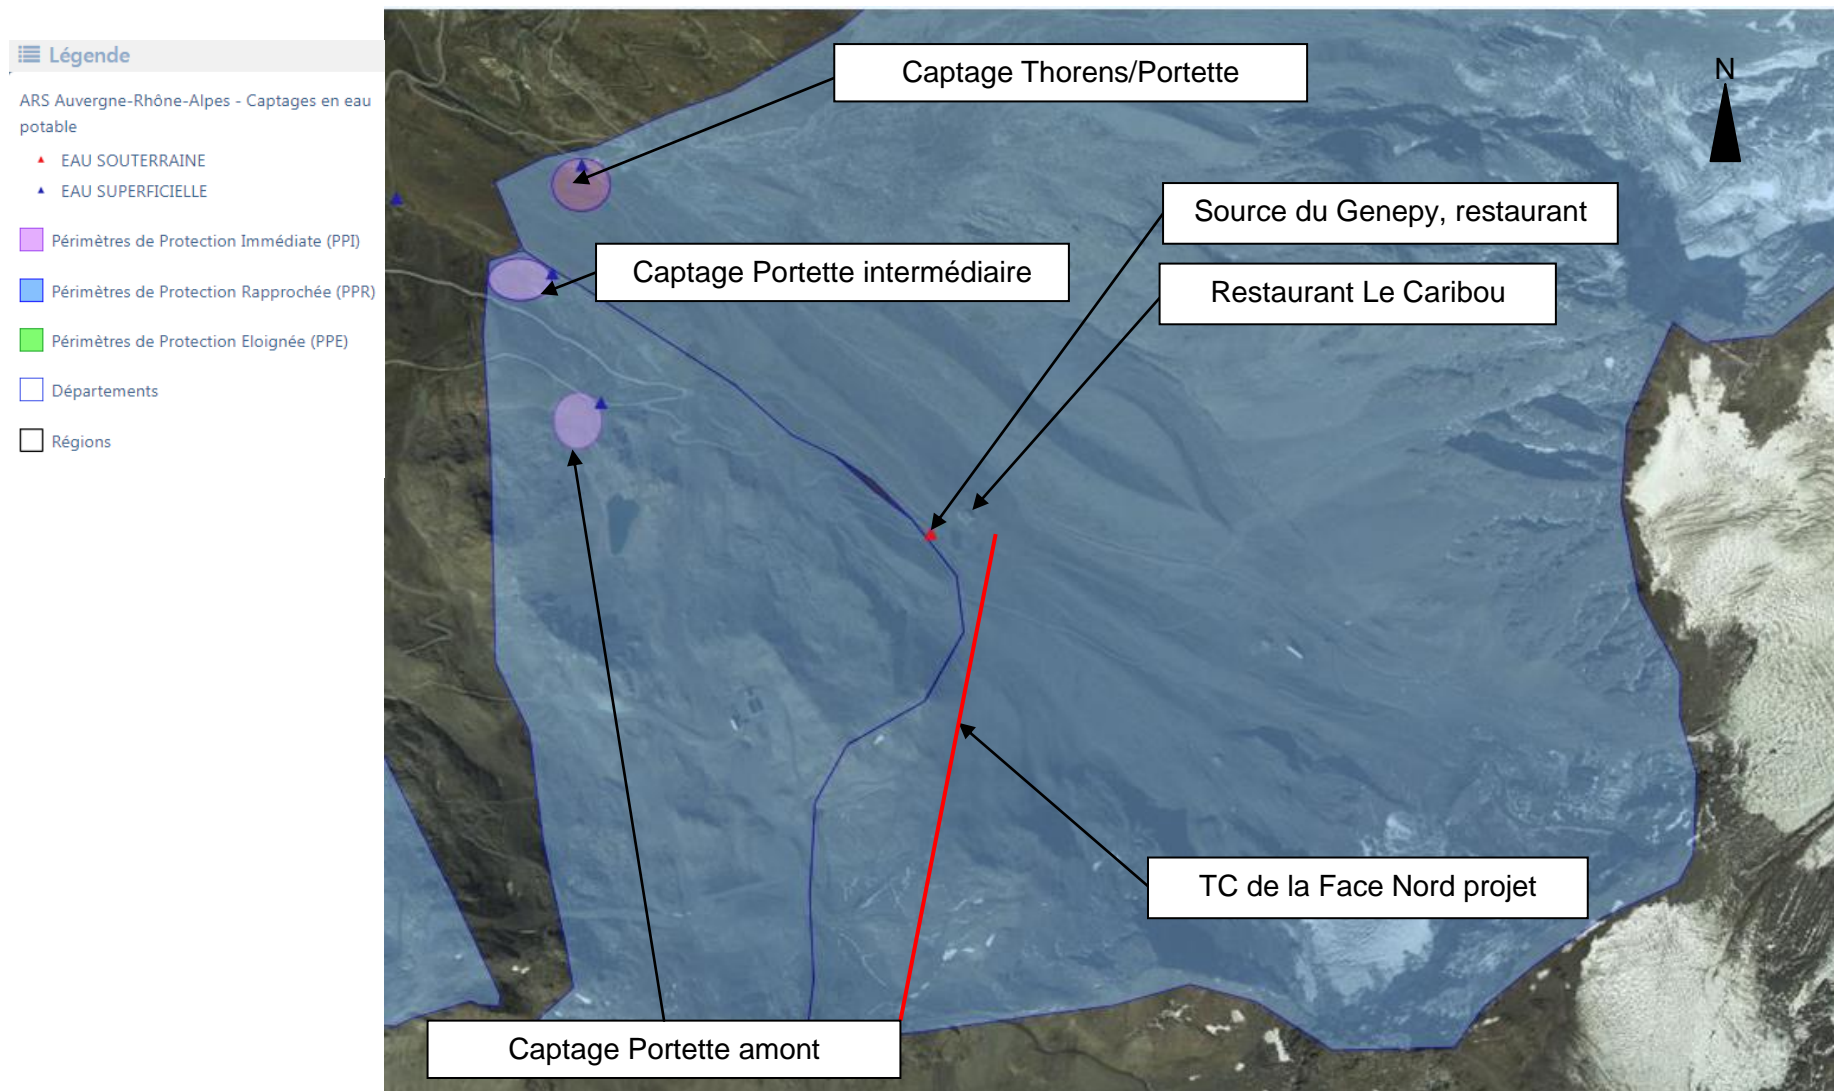 Légende
ARS Auvergne-Rhône-Alpes - Captages en eau
potable
EAU SOUTERRAINE
EAU SUPERFICIELLE
Périmètres de Protection Immédiate (PPI)
Périmètres de Protection Rapprochée (PPR)
Périmètres de Protection Eloignée (PPE)
Départements
Régions
Captage Thorens/Portette
N
Source du Genepy, restaurant
Captage Portette intermédiaire
Restaurant Le Caribou
TC de la Face Nord projet
Captage Portette amont